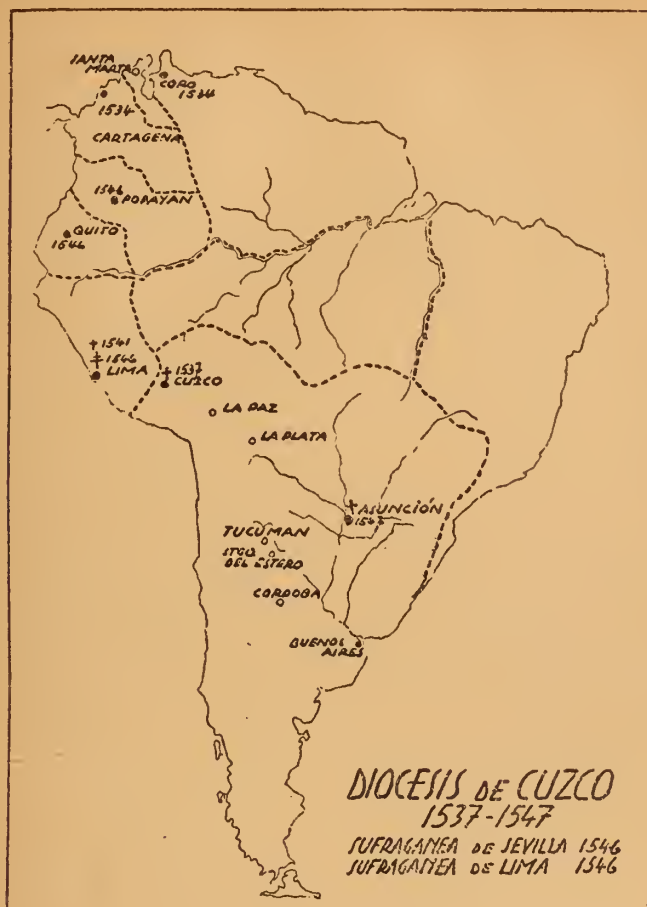 SANTA
MARTA
CORO
1534
1534
CARTAGENA
1546
POPAYAN
QUITO
1546
1541
1546
LIMA
1537
CUZCO
LA PAZ
LA PLATA
ASUNCIÓN
1547
TUCUMAN
STGO
DEL ESTERO
CORDOBA
BUENOS
AIRES
DIOCESIS DE CUZCO
1537-1547
SUFRAGANEA DE SEVILLA 1546
SUFRAGANEA DE LIMA 1546